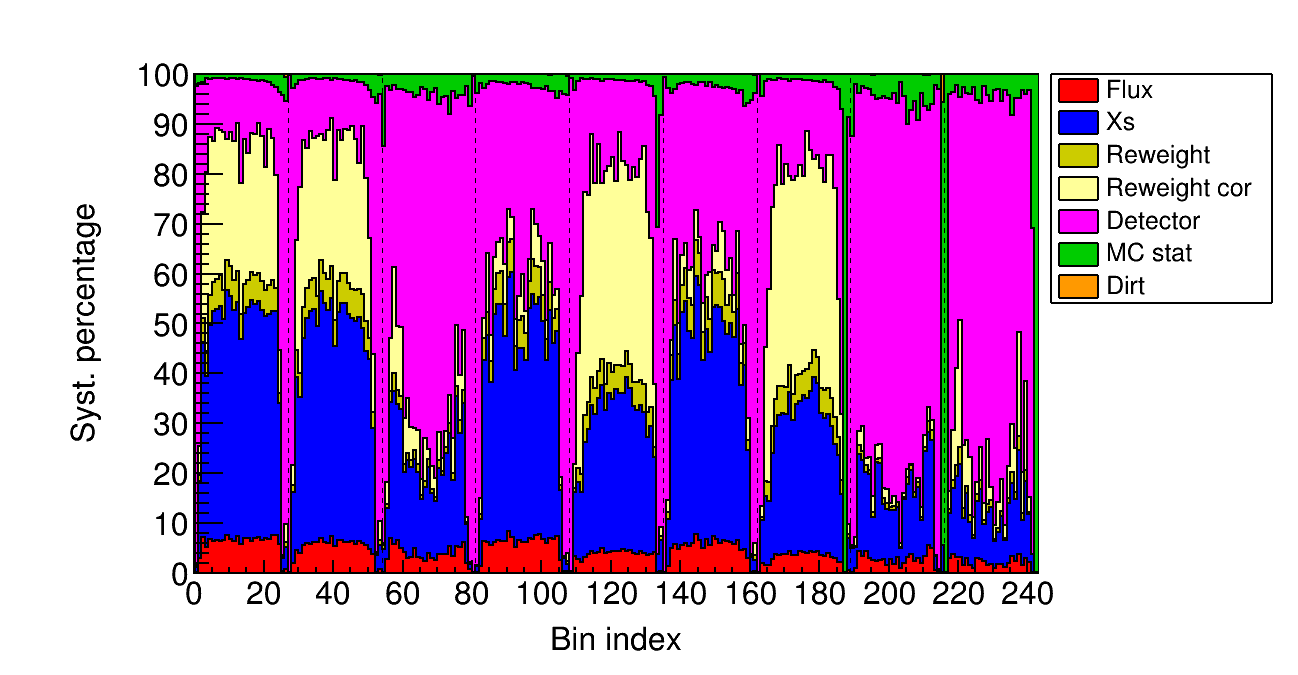 100
90
80
70
60
50
40
30
20
10
0
Syst. percentage
0 20 40 60 80 100 120 140 160 180 200 220 240
Bin index
Flux
Xs
Reweight
Reweight cor
Detector
MC stat
Dirt